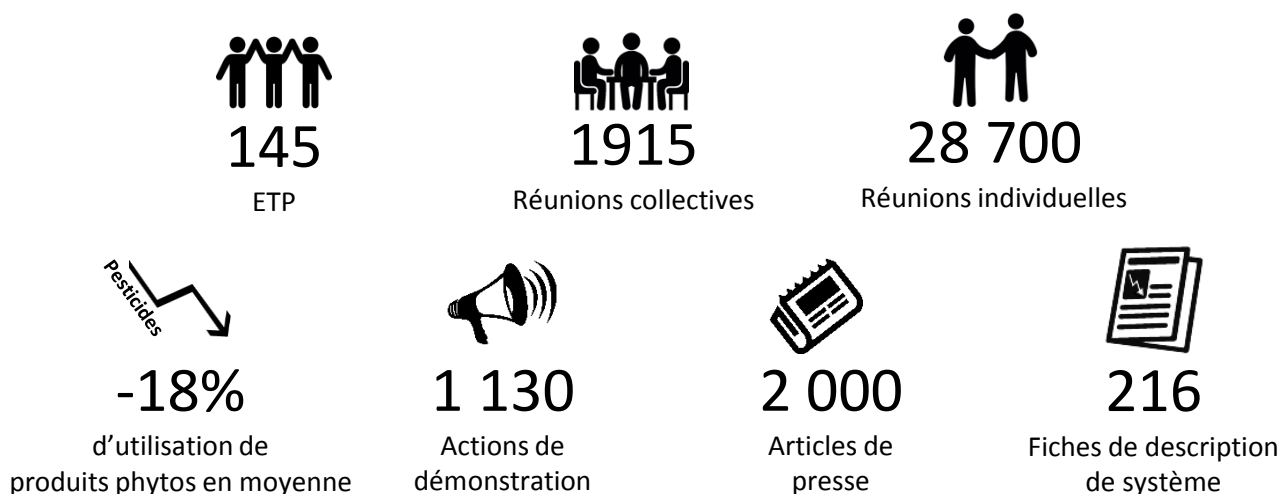 145
ETP
1915
Réunions collectives
28 700
Réunions individuelles
Pesticides
-18%
d'utilisation de
produits phytos en moyenne
1 130
Actions de
démonstration
2 000
Articles de
presse
216
Fiches de description
de système